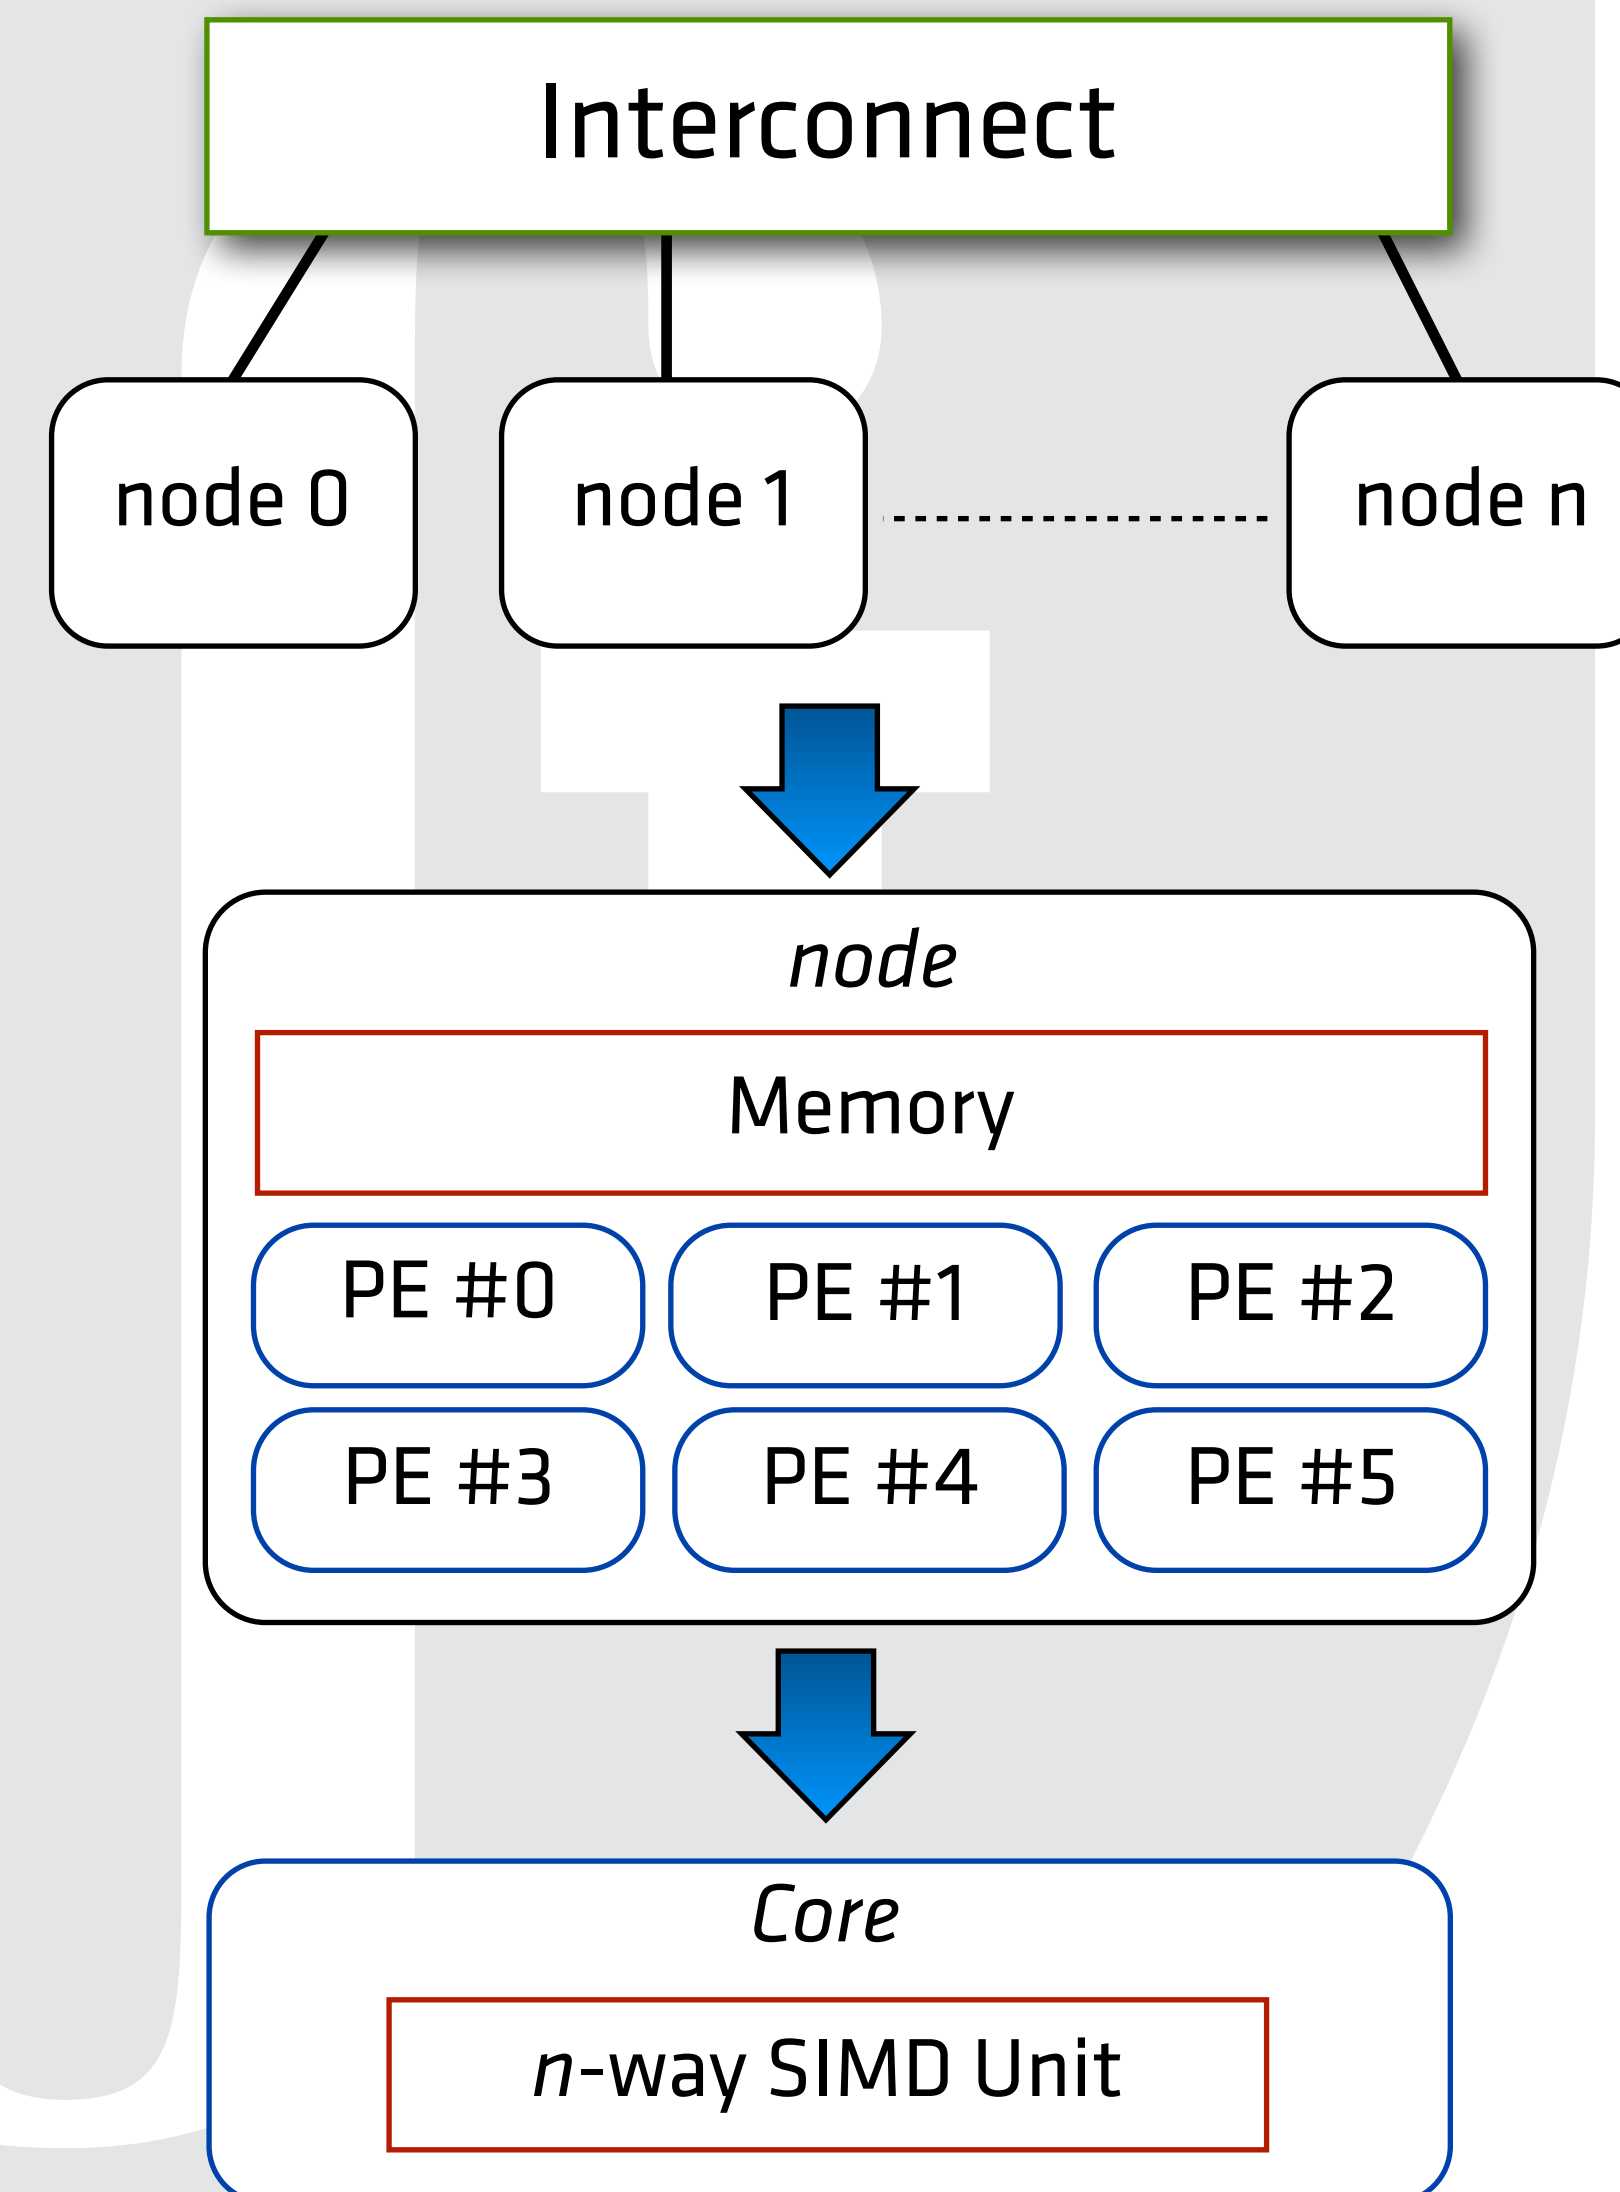 Interconnect
node 0 node 1 node n
node
Memory
PE #0 PE #1 PE #2
PE #3 PE #4 PE #5
Core
n-way SIMD Unit